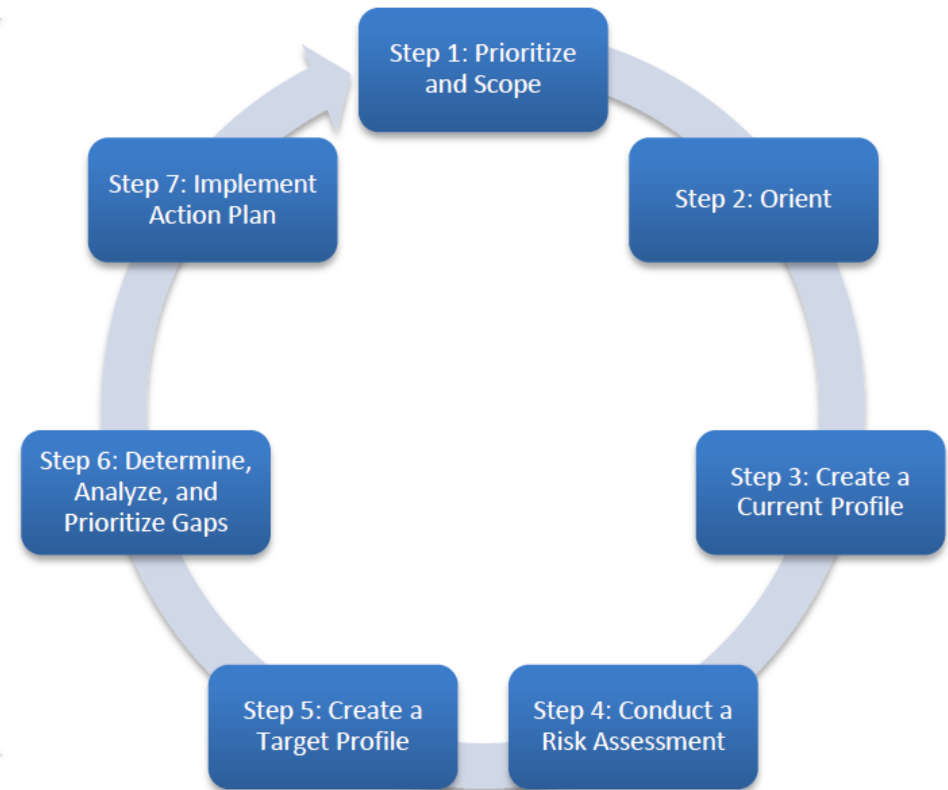 Step 1: Prioritize
and Scope
Step 2: Orient
Step 3: Create a
Current Profile
Step 4: Conduct a
Risk Assessment
Step 5: Create a
Target Profile
Step 6: Determine,
Analyze, and
Prioritize Gaps
Step 7: Implement
Action Plan